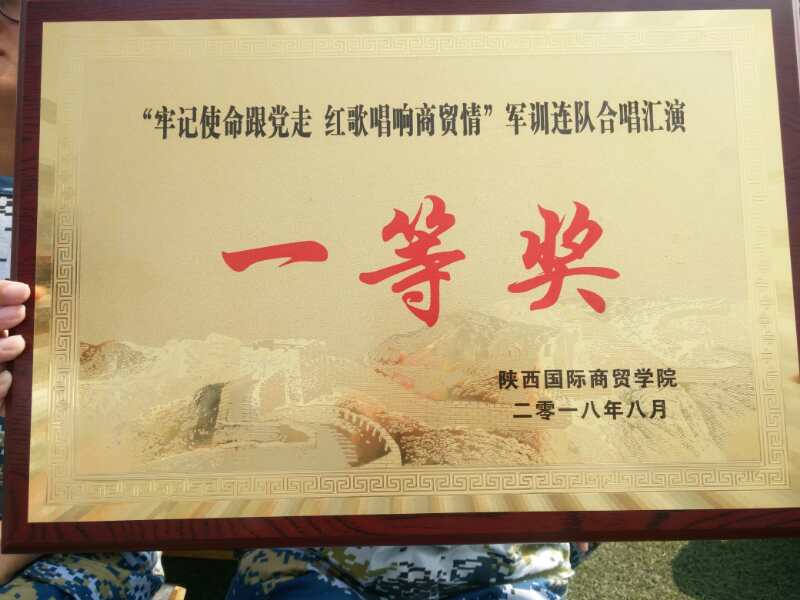 “牢记使命跟党走 红歌唱响商贸情”军训连队合唱汇演
一等奖
陕西国际商贸学院
二零一八年八月